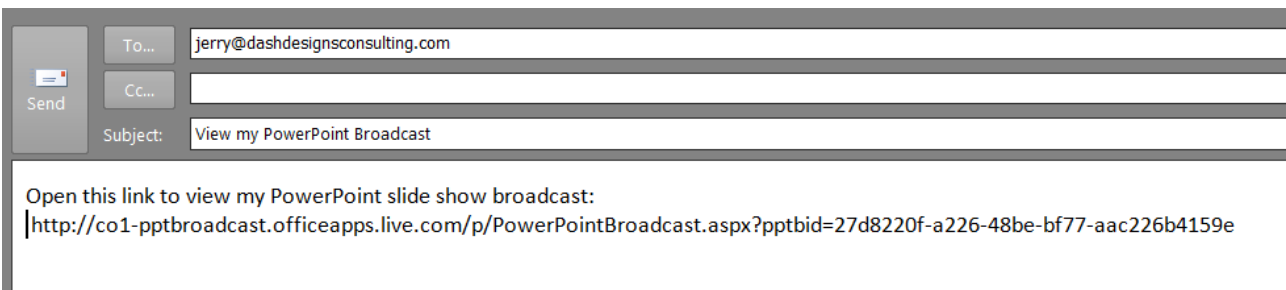 To...
jerry@dashdesignsconsulting.com
Send
Cc...
Subject:
View my PowerPoint Broadcast
Open this link to view my PowerPoint slide show broadcast:
http://co1-pptbroadcast.officeapps.live.com/p/PowerPointBroadcast.aspx?pptbid=27d8220f-a226-48be-bf77-aac226b4159e